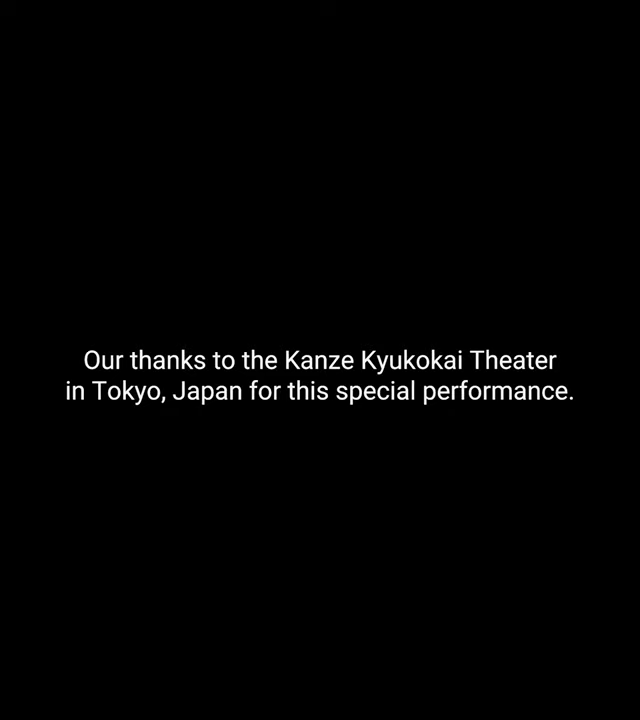 Our thanks to the Kanze Kyukokai Theater
in Tokyo, Japan for this special performance.